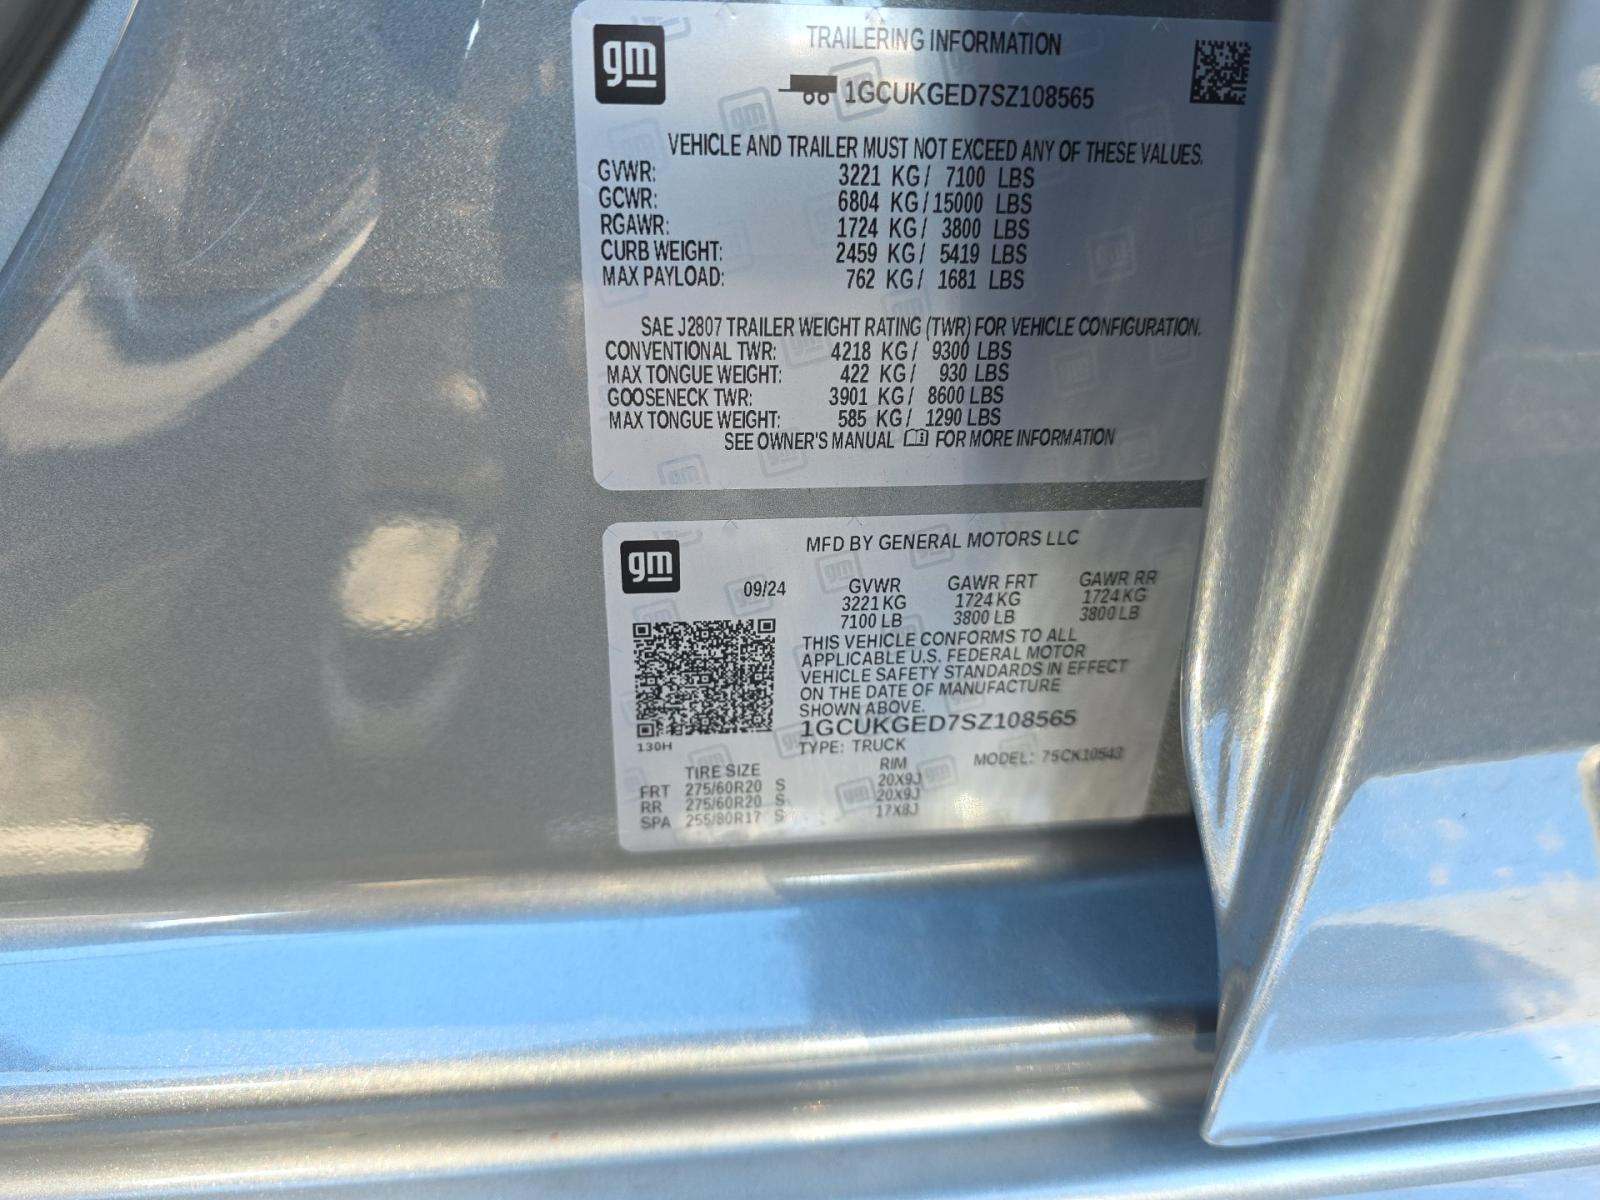 gm
TRAILERING INFORMATION
1GCUKGED7SZ108565
VEHICLE AND TRAILER MUST NOT EXCEED ANY OF THESE VALUES.
GVWR: 3221 KG/ 7100 LBS
GCWR: 6804 KG/15000 LBS
RGAWR: 1724 KG/ 3800 LBS
CURB WEIGHT: 2459 KG/ 5419 LBS
MAX PAYLOAD: 762 KG/ 1681 LBS
SAE J2807 TRAILER WEIGHT RATING (TWR) FOR VEHICLE CONFIGURATION.
CONVENTIONAL TWR: 4218 KG/ 9300 LBS
MAX TONGUE WEIGHT: 422 KG/ 930 LBS
GOOSENECK TWR: 3901 KG/ 8600 LBS
MAX TONGUE WEIGHT: 585 KG/ 1290 LBS
SEE OWNER'S MANUAL FOR MORE INFORMATION
gm
MFD BY GENERAL MOTORS LLC
09/24 GVWR GAWR FRT GAWR RR
3221 KG 1724 KG 1724 KG
7100 LB 3800 LB 3800 LB
THIS VEHICLE CONFORMS TO ALL
APPLICABLE U.S. FEDERAL MOTOR
VEHICLE SAFETY STANDARDS IN EFFECT
ON THE DATE OF MANUFACTURE
SHOWN ABOVE.
1GCUKGED7SZ108565
130H
TYPE: TRUCK
MODEL: 75CK10543
TIRE SIZE RIM
FRT 275/60R20 S 20X9J
RR 275/60R20 S 20X9J
SPA 255/80R17 S 17X8J